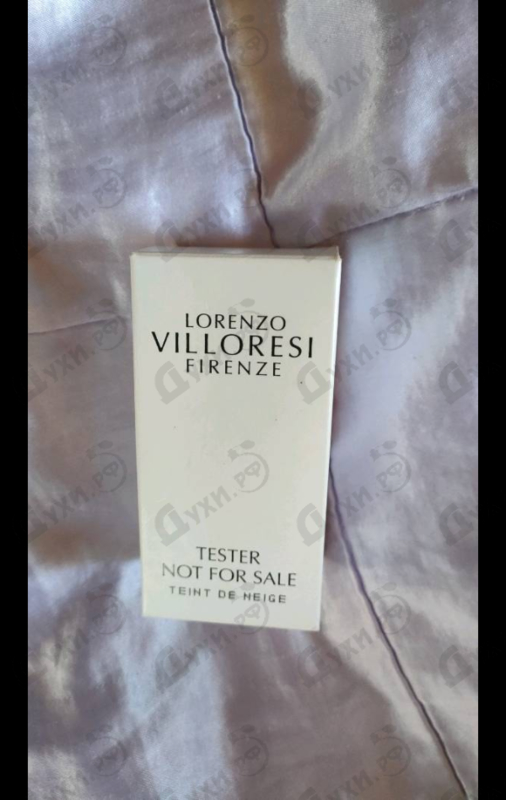 LORENZO
VILLORESI
FIRENZE
TESTER
NOT FOR SALE
TEINT DE NEIGE
Духи.РФ